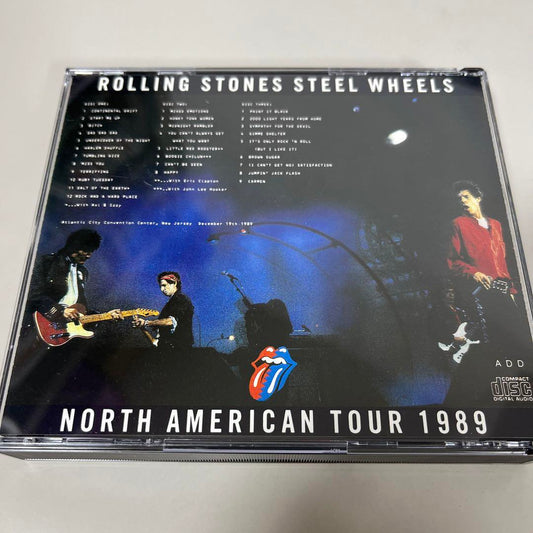 ROLLING STONES STEEL WHEELS
DISC ONE:
1 CONTINENTAL DRIFT
2 START ME UP
3 BITCH
4 SAD SAD SAD
5 UNDERCOVER OF THE NIGHT
6 HARLEM SHUFFLE
7 TUMBLING DICE
8 MISS YOU
9 TERRIFYING
10 RUBY TUESDAY
11 SALT OF THE EARTH*
12 ROCK AND A HARD PLACE
*...With Axl & Izzy
DISC TWO:
1 MIXED EMOTIONS
2 HONKY TONK WOMEN
3 MIDNIGHT RAMBLER
4 YOU CAN'T ALWAYS GET
WHAT YOU WANT
5 LITTLE RED ROOSTER**
6 BOOGIE CHILLUN***
7 CAN'T BE SEEN
8 HAPPY
**...With Eric Clapton
***...With John Lee Hooker
DISC THREE:
1 PAINT IT BLACK
2 2000 LIGHT YEARS FROM HOME
3 SYMPATHY FOR THE DEVIL
4 GIMME SHELTER
5 IT'S ONLY ROCK 'N ROLL
(BUT I LIKE IT)
6 BROWN SUGAR
7 (I CAN'T GET NO) SATISFACTION
8 JUMPIN' JACK FLASH
9 CARMEN
Atlantic City Convention Center, New Jersey December 19th 1989
ADD
COMPACT
disc
DIGITAL AUDIO
NORTH AMERICAN TOUR 1989